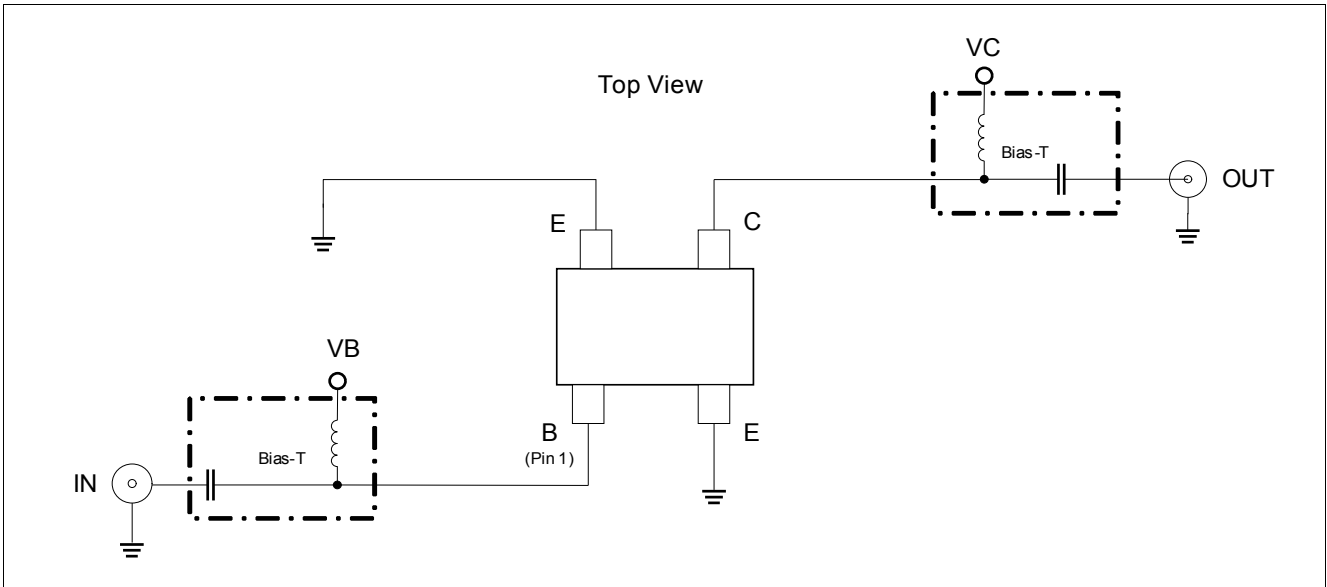 VC
Top View
Bias-T
OUT
E
C
VB
B
(Pin 1)
E
Bias-T
IN